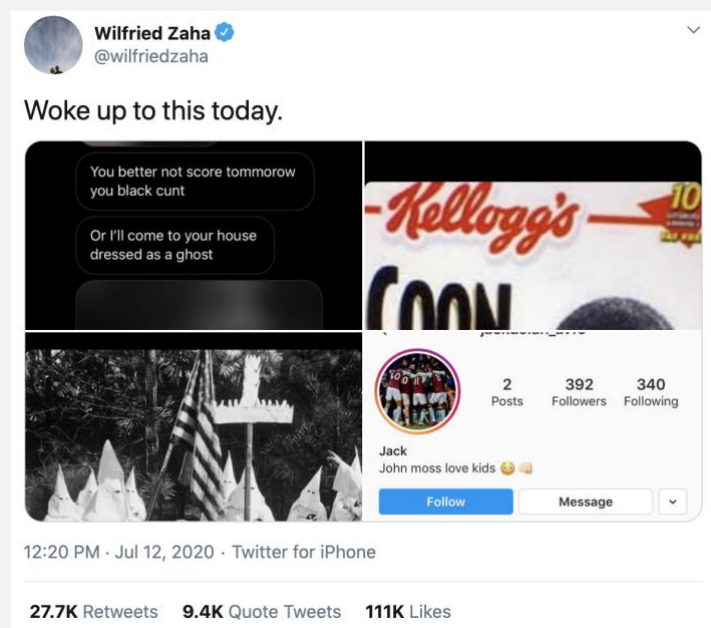 Wilfried Zaha
@wilfriedzaha
Woke up to this today.
You better not score tommorow
you black cunt
Or I'll come to your house
dressed as a ghost
Kellogg's
10
COON
2
392
340
Posts
Followers
Following
Jack
John moss love kids 😳 👊🏻
Follow
Message
12:20 PM · Jul 12, 2020 · Twitter for iPhone
27.7K Retweets 9.4K Quote Tweets 111K Likes